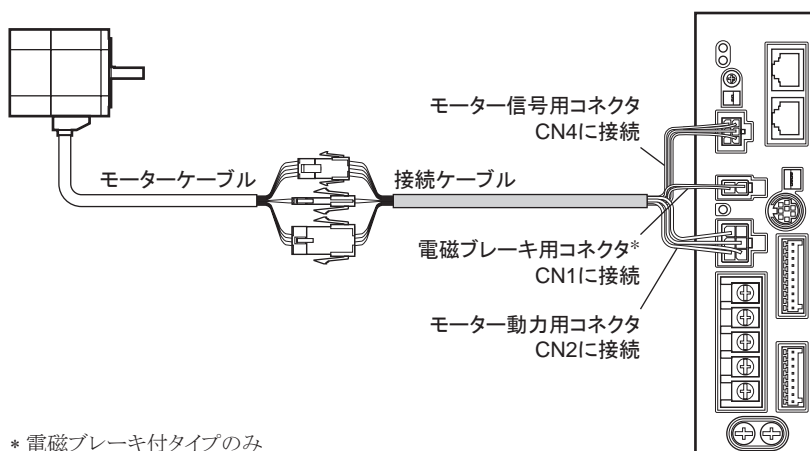 モーター信号用コネクタ
CN4に接続
モーターケーブル
接続ケーブル
電磁ブレーキ用コネクタ*
CN1に接続
モーター動力用コネクタ
CN2に接続
* 電磁ブレーキ付タイプのみ